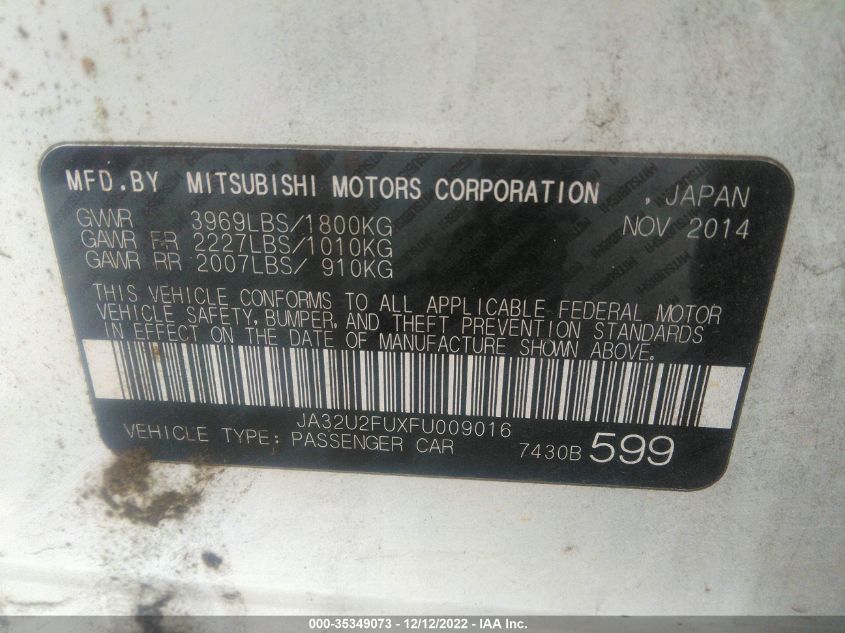 MFD.BY MITSUBISHI MOTORS CORPORATION , JAPAN
GVWR 3969LBS/1800KG NOV 2014
GAWR FR 2227LBS/1010KG
GAWR RR 2007LBS/ 910KG
THIS VEHICLE CONFORMS TO ALL APPLICABLE FEDERAL MOTOR
VEHICLE SAFETY, BUMPER, AND THEFT PREVENTION STANDARDS
IN EFFECT ON THE DATE OF MANUFACTURE SHOWN ABOVE.
JA32U2FUXFU009016
VEHICLE TYPE: PASSENGER CAR 7430B 599
000-35349073 - 12/12/2022 - IAA Inc.